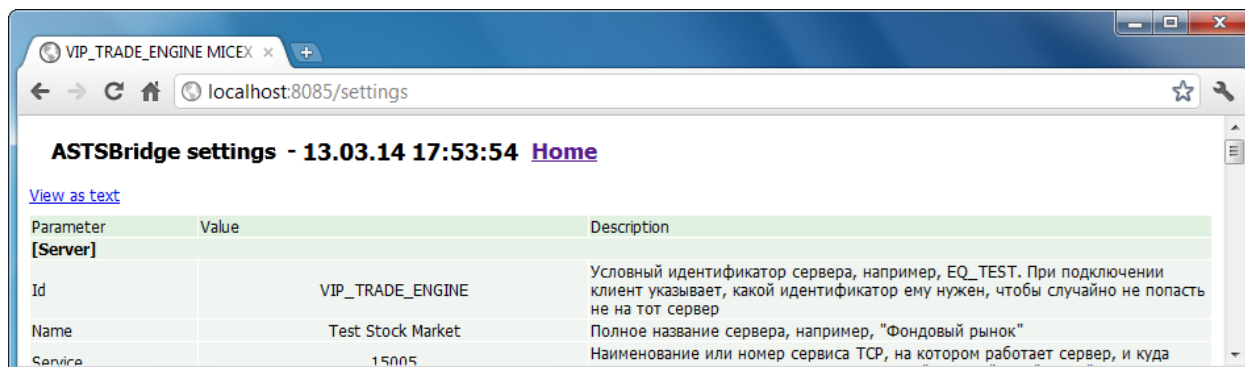 VIP_TRADE_ENGINE MICEX
localhost:8085/settings
ASTSBridge settings - 13.03.14 17:53:54 Home
View as text
Parameter Value Description
[Server]
Id VIP_TRADE_ENGINE Условный идентификатор сервера, например, EQ_TEST. При подключении
клиент указывает, какой идентификатор ему нужен, чтобы случайно не попасть
не на тот сервер
Name Test Stock Market Полное название сервера, например, "Фондовый рынок"
Service 15005 Наименование или номер сервиса TCP, на котором работает сервер, и куда